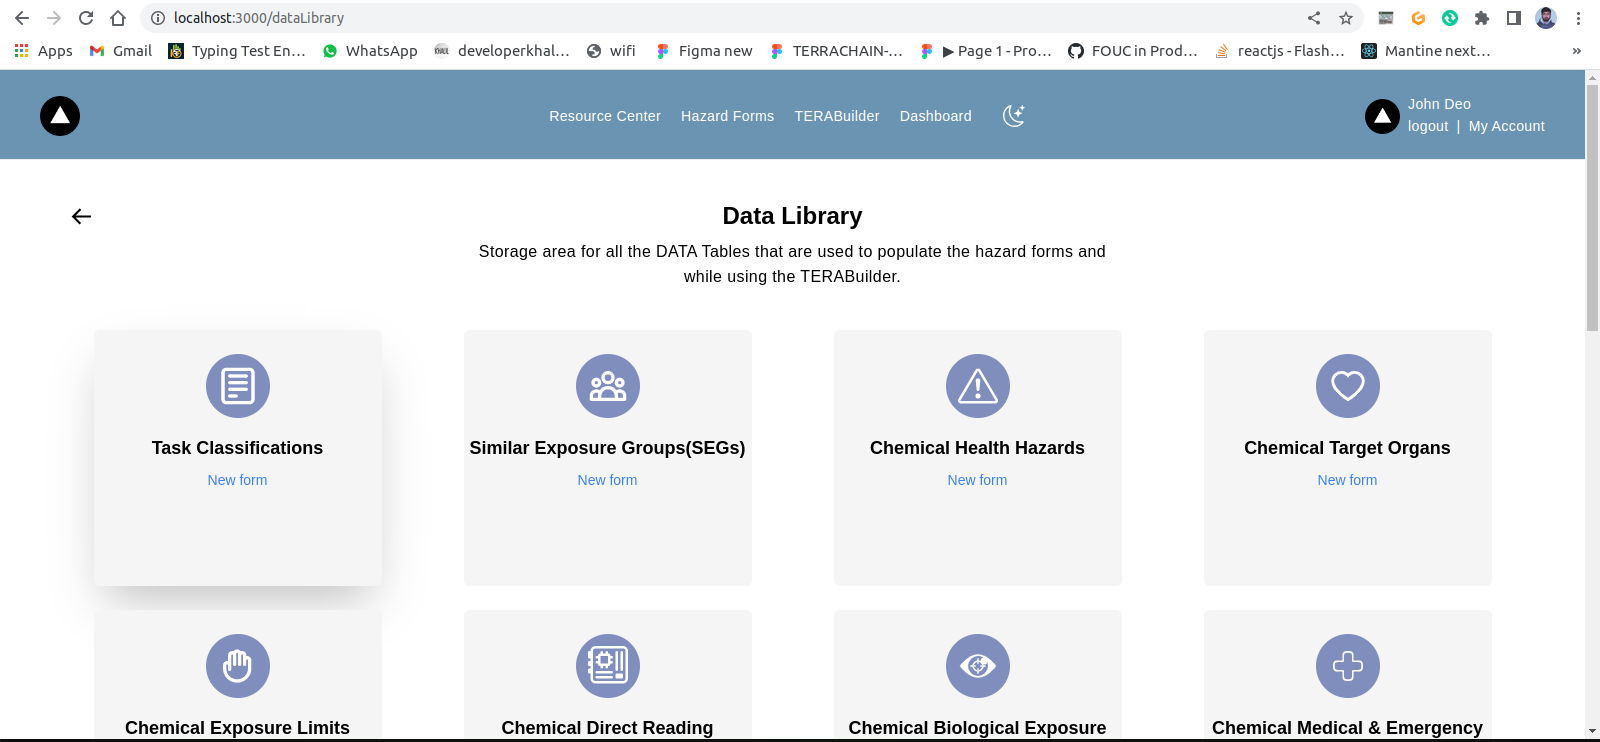 localhost:3000/dataLibrary
Apps Gmail Typing Test En... WhatsApp developerkhal... wifi Figma new TERRACHAIN-... ▶ Page 1 - Pro... FOUC in Prod... reactjs - Flash... Mantine next... »
Resource Center Hazard Forms TERABuilder Dashboard
John Deo
logout | My Account
Data Library
Storage area for all the DATA Tables that are used to populate the hazard forms and
while using the TERABuilder.
Task Classifications
New form
Similar Exposure Groups(SEGs)
New form
Chemical Health Hazards
New form
Chemical Target Organs
New form
Chemical Exposure Limits
Chemical Direct Reading
Chemical Biological Exposure
Chemical Medical & Emergency